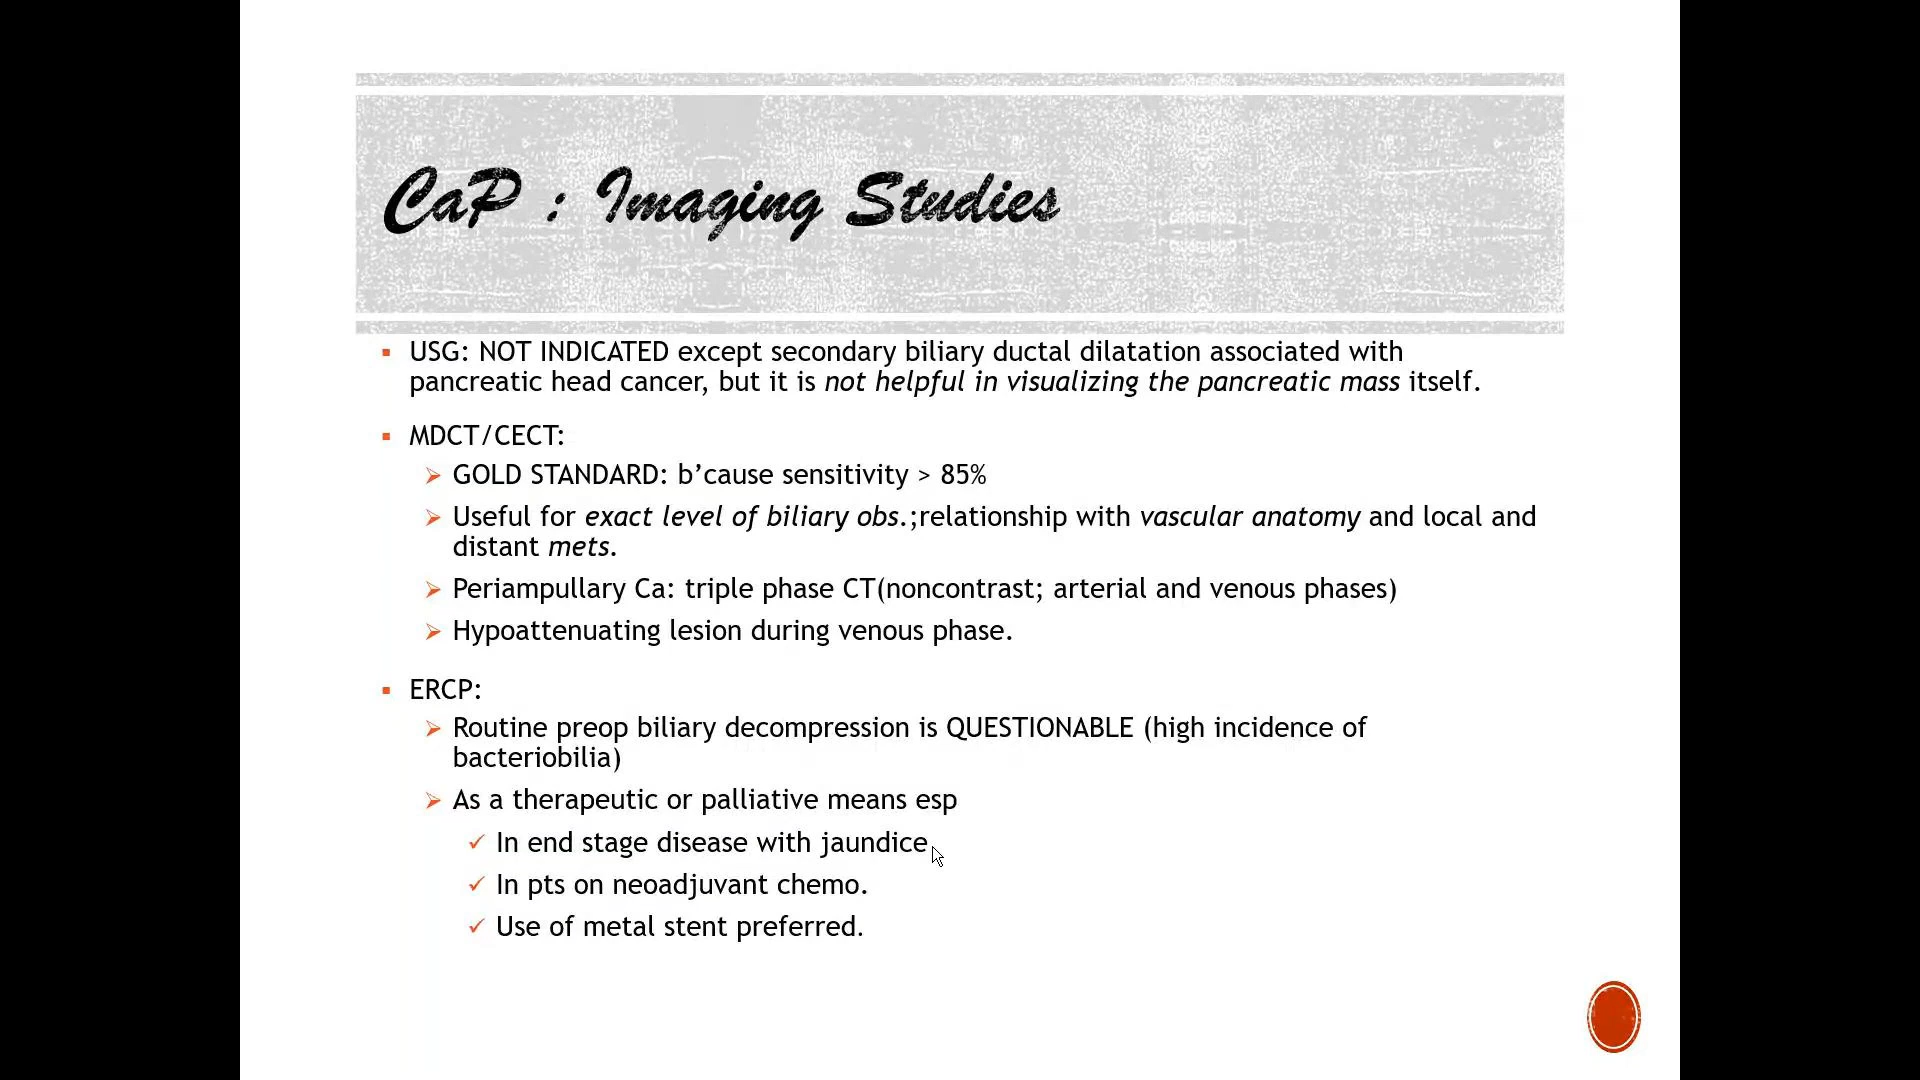 CaP : Imaging Studies
USG: NOT INDICATED except secondary biliary ductal dilatation associated with
pancreatic head cancer, but it is not helpful in visualizing the pancreatic mass itself.
MDCT/CECT:
GOLD STANDARD: b’cause sensitivity > 85%
Useful for exact level of biliary obs.;relationship with vascular anatomy and local and
distant mets.
Periampullary Ca: triple phase CT(noncontrast; arterial and venous phases)
Hypoattenuating lesion during venous phase.
ERCP:
Routine preop biliary decompression is QUESTIONABLE (high incidence of
bacteriobilia)
As a therapeutic or palliative means esp
In end stage disease with jaundice
In pts on neoadjuvant chemo.
Use of metal stent preferred.